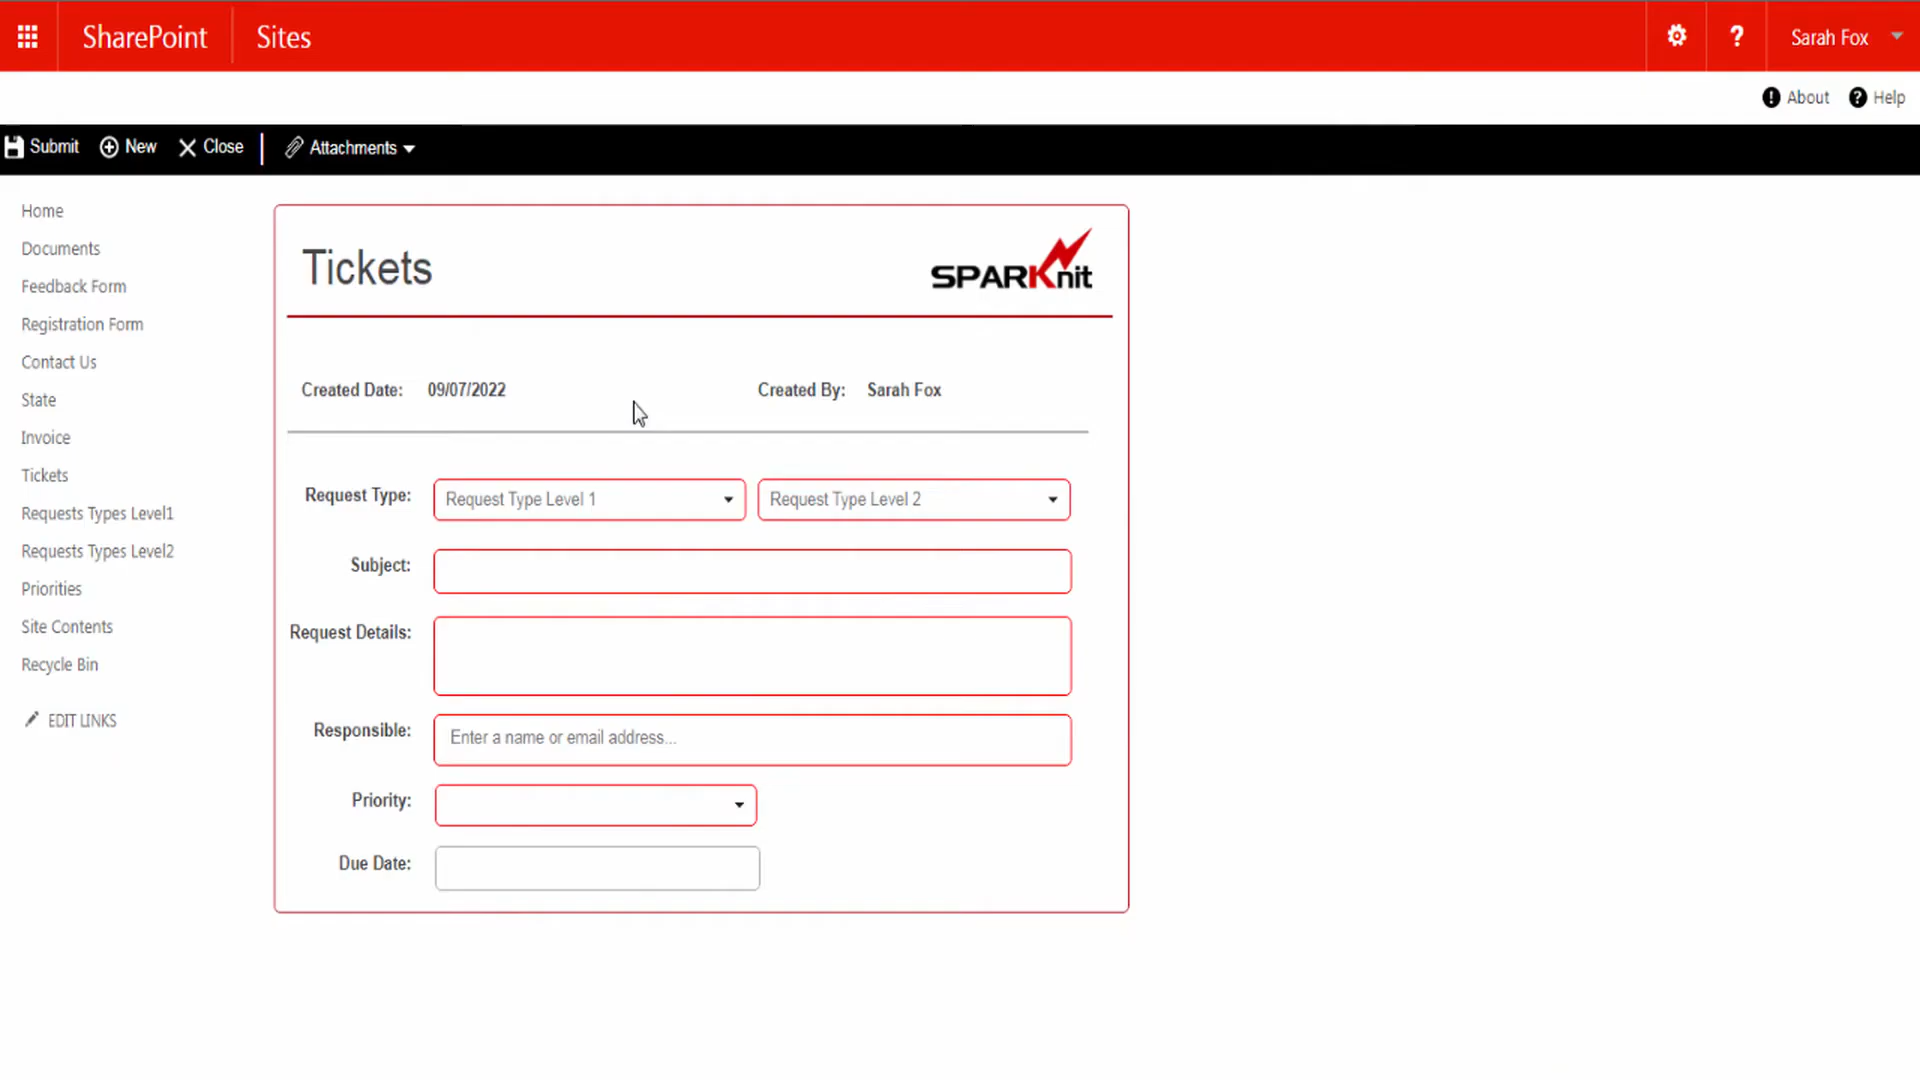 SharePoint Sites ? Sarah Fox
! About ? Help
Submit New Close Attachments
Home
Documents
Feedback Form
Registration Form
Contact Us
State
Invoice
Tickets
Requests Types Level1
Requests Types Level2
Priorities
Site Contents
Recycle Bin
EDIT LINKS
Tickets SPARKnit
Created Date: 09/07/2022 Created By: Sarah Fox
Request Type: Request Type Level 1 Request Type Level 2
Subject:
Request Details:
Responsible: Enter a name or email address...
Priority:
Due Date: